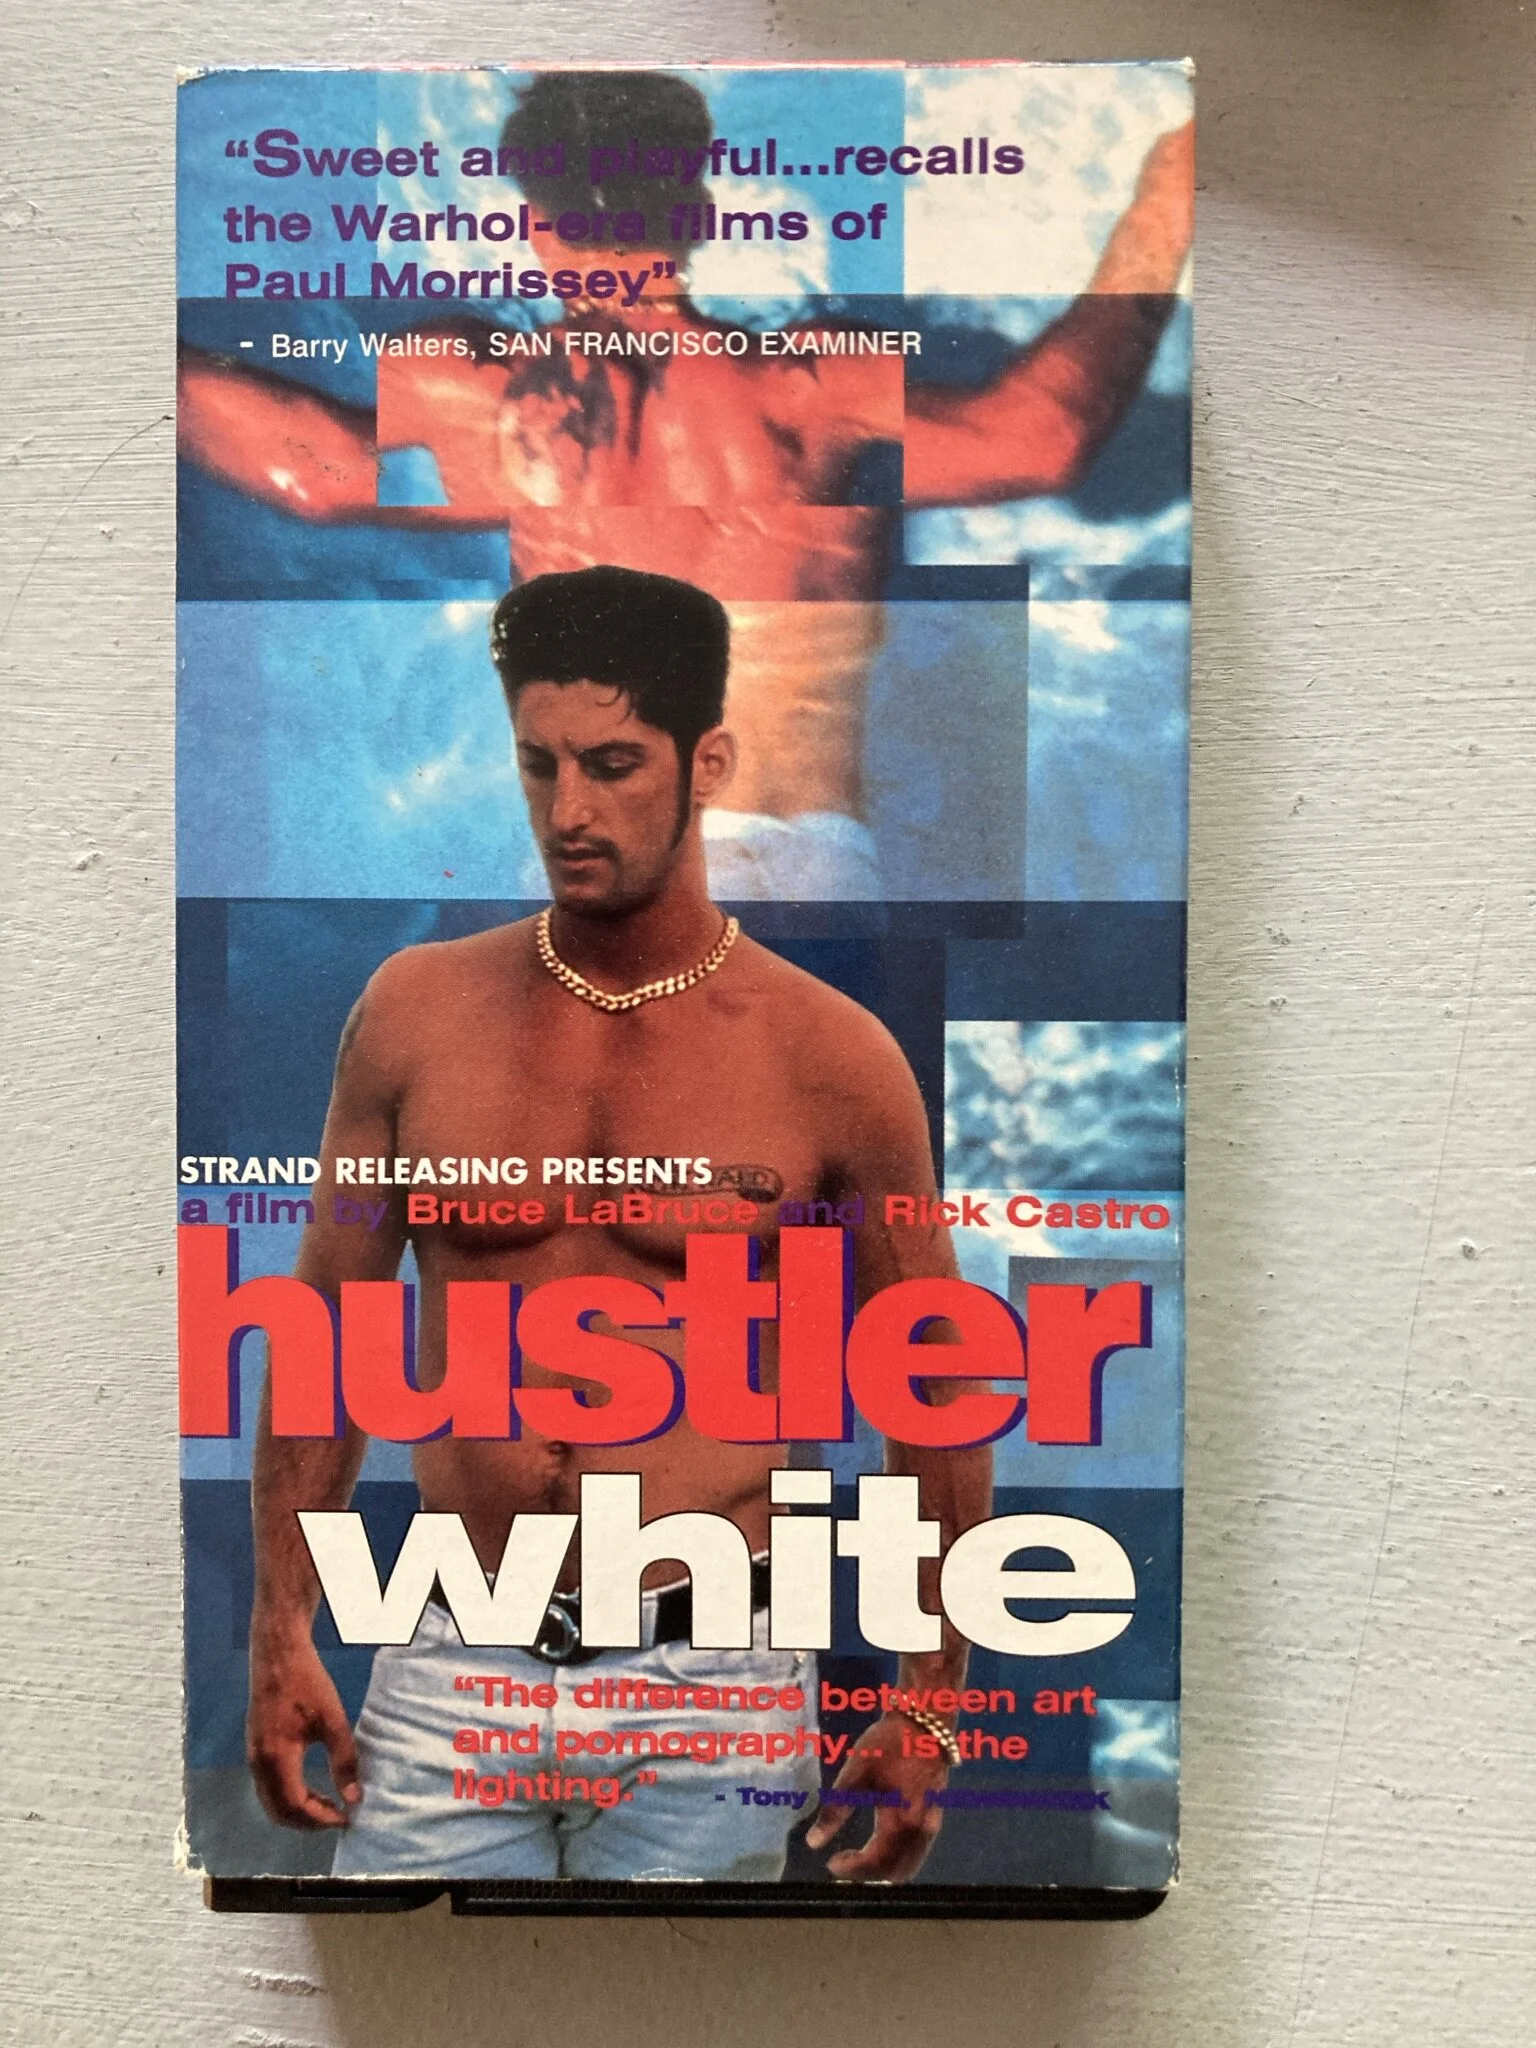 “Sweet and playful...recalls
the Warhol-era films of
Paul Morrissey”
- Barry Walters, SAN FRANCISCO EXAMINER
STRAND RELEASING PRESENTS
a film by Bruce LaBruce and Rick Castro
hustler
white
“The difference between art
and pornography... is the
lighting.” - Tony Ward,